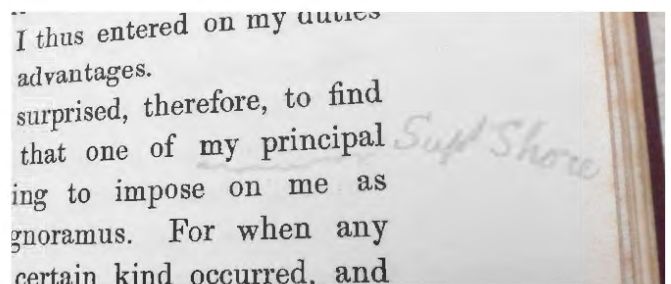 I thus entered on my duties
advantages.
surprised, therefore, to find
that one of my principal Supt Shore
ing to impose on me as
gnoramus. For when any
certain kind occurred, and